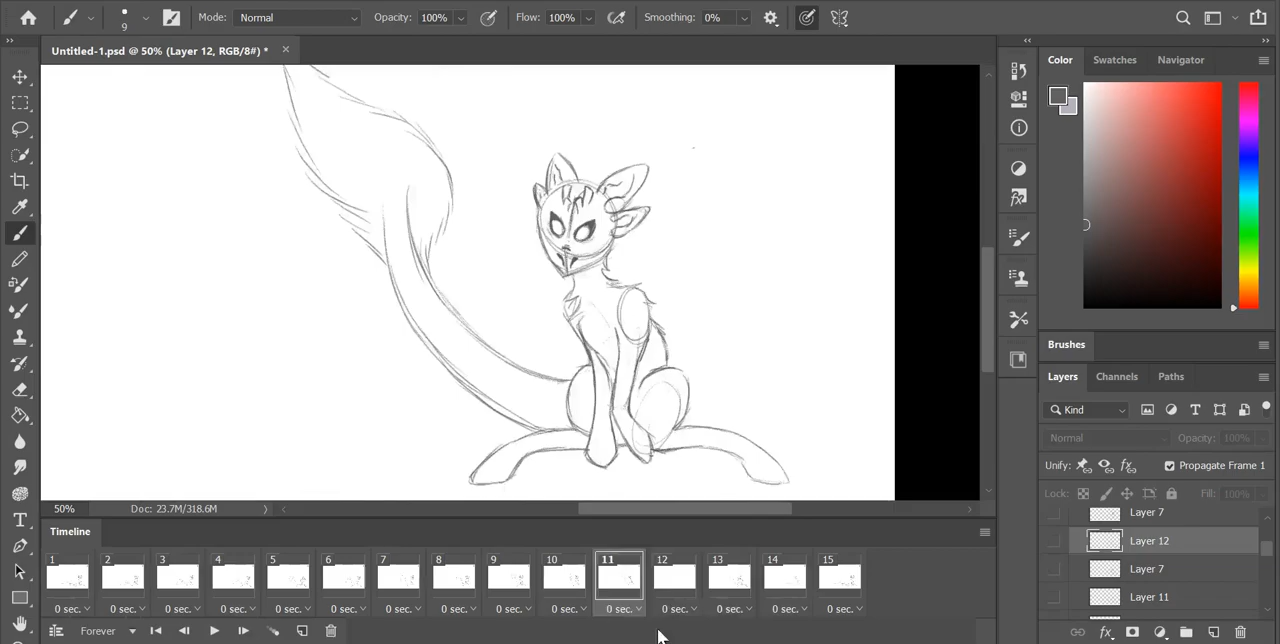 9 Mode: Normal Opacity: 100% Flow: 100% Smoothing: 0%
Untitled-1.psd @ 50% (Layer 12, RGB/8#) *
Color Swatches Navigator
Brushes
Layers Channels Paths
Kind
Normal Opacity: 100%
Unify: Propagate Frame 1
Lock: Fill: 100%
Layer 7
Layer 12
Layer 7
Layer 11
50% Doc: 23.7M/318.6M
Timeline
1 2 3 4 5 6 7 8 9 10 11 12 13 14 15
0 sec. 0 sec. 0 sec. 0 sec. 0 sec. 0 sec. 0 sec. 0 sec. 0 sec. 0 sec. 0 sec. 0 sec. 0 sec. 0 sec. 0 sec.
Forever